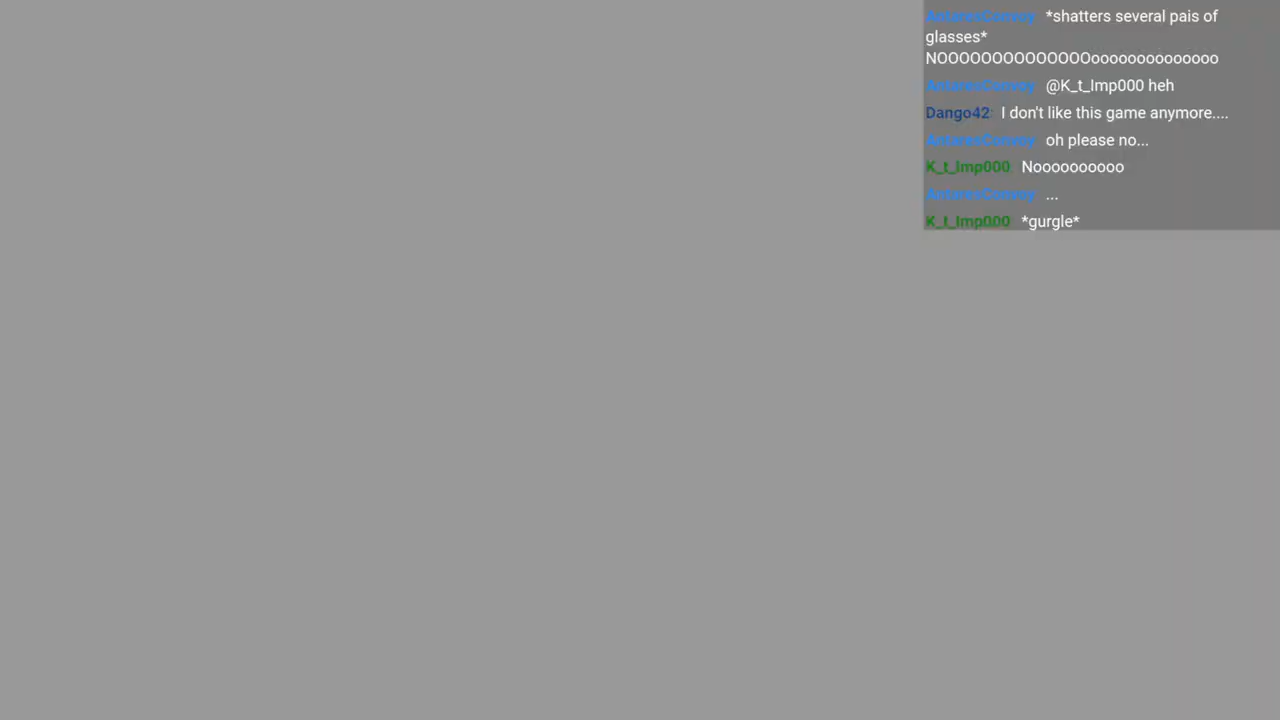 AntaresConvoy: *shatters several pais of
glasses*
NOOOOOOOOOOOOOOooooooooooooooo
AntaresConvoy: @K_t_Imp000 heh
Dango42: I don't like this game anymore....
AntaresConvoy: oh please no...
K_t_Imp000: Noooooooooo
AntaresConvoy: ...
K_t_Imp000: *gurgle*